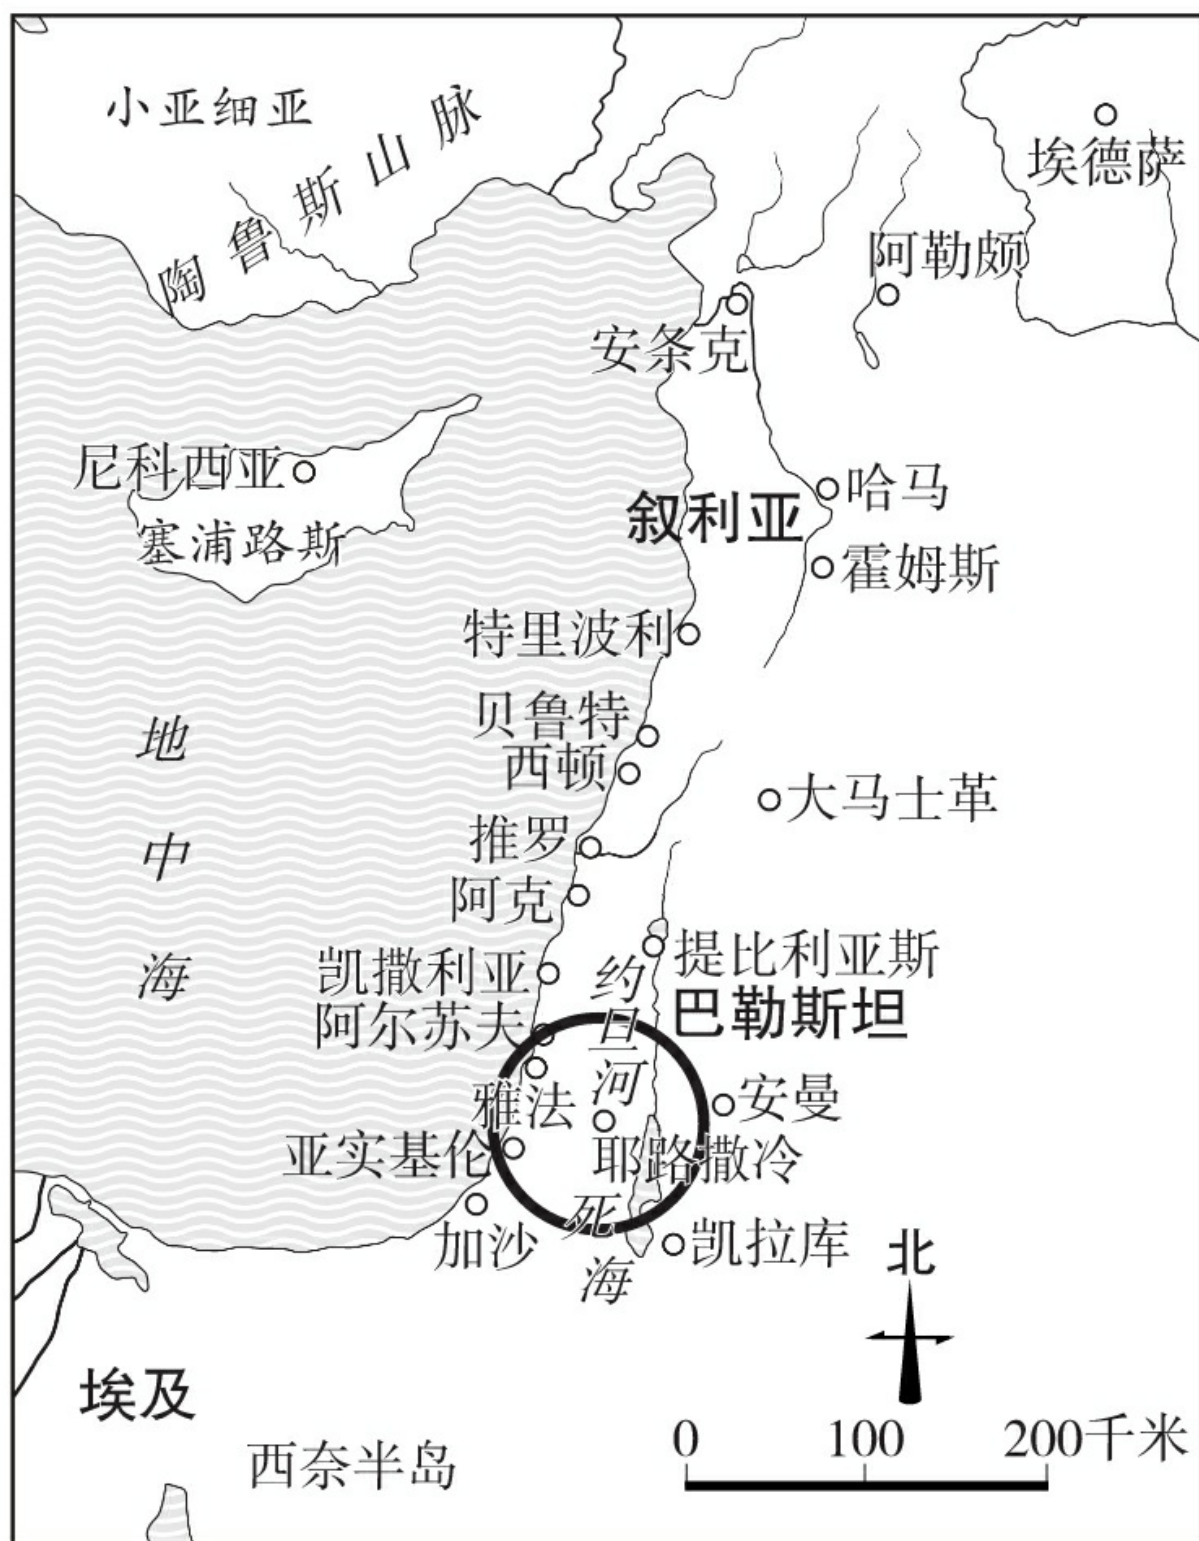 小亚细亚
陶鲁斯山脉
埃德萨
阿勒颇
安条克
尼科西亚
塞浦路斯
哈马
叙利亚
霍姆斯
特里波利
贝鲁特
西顿
大马士革
推罗
阿克
地中海
提比利亚斯
凯撒利亚
约旦河
巴勒斯坦
阿尔苏夫
雅法
安曼
亚实基伦
耶路撒冷
死海
加沙
凯拉库
北
埃及
西奈半岛
0 100 200千米